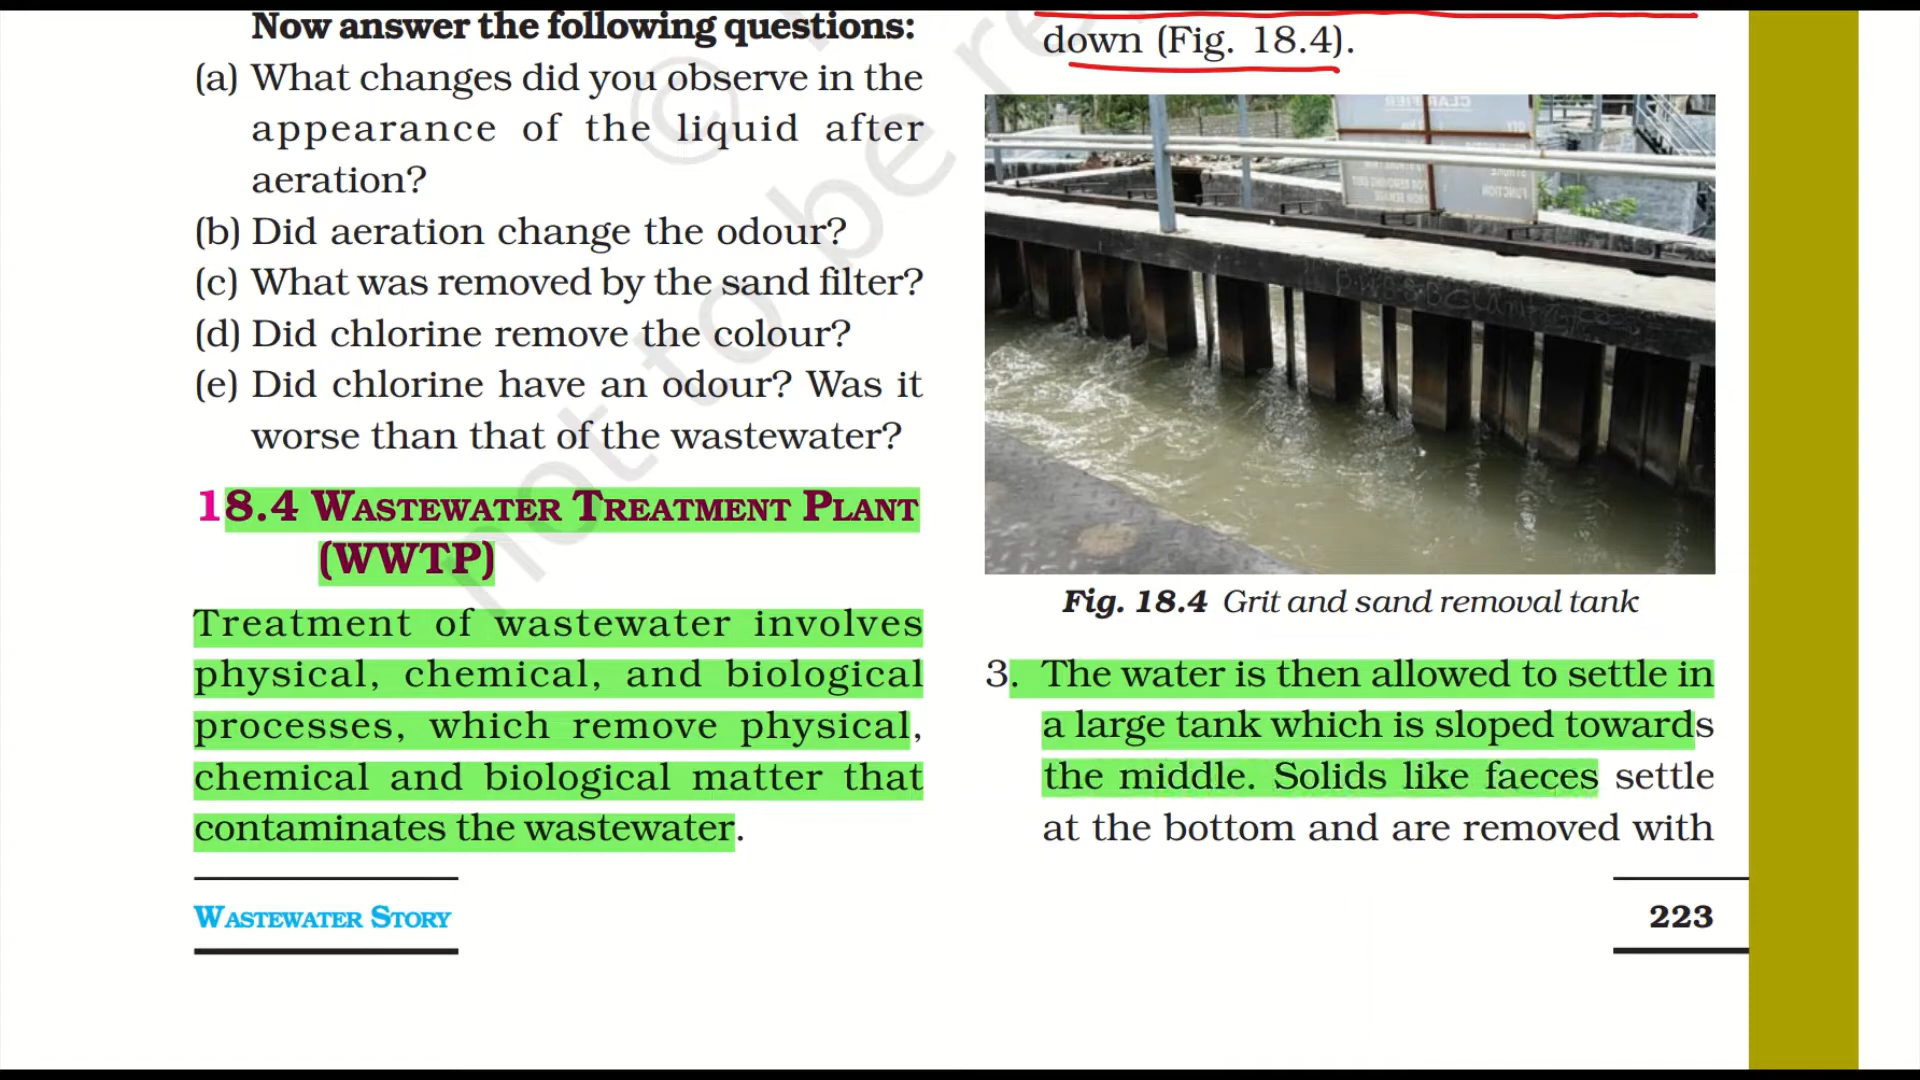 Now answer the following questions:
(a) What changes did you observe in the
appearance of the liquid after
aeration?
(b) Did aeration change the odour?
(c) What was removed by the sand filter?
(d) Did chlorine remove the colour?
(e) Did chlorine have an odour? Was it
worse than that of the wastewater?
18.4 WASTEWATER TREATMENT PLANT
(WWTP)
Treatment of wastewater involves
physical, chemical, and biological
processes, which remove physical,
chemical and biological matter that
contaminates the wastewater.
WASTEWATER STORY
down (Fig. 18.4).
CLARIFIER
FUNCTION
Fig. 18.4 Grit and sand removal tank
3. The water is then allowed to settle in
a large tank which is sloped towards
the middle. Solids like faeces settle
at the bottom and are removed with
223
© 
not to be re